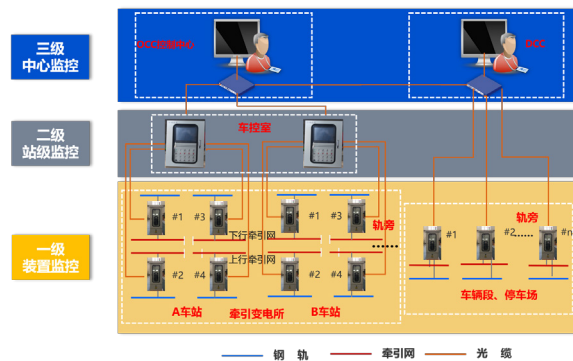 三级
中心监控
DCC
二级
站级监控
车控室
一级
装置监控
#1
#3
#1
#3
轨旁
下行牵引网
上行牵引网
......
#2
#4
#2
#4
A车站
牵引变电所
B车站
轨旁
#1
#2......
#n
车辆段、停车场
钢 轨
牵引网
光 缆